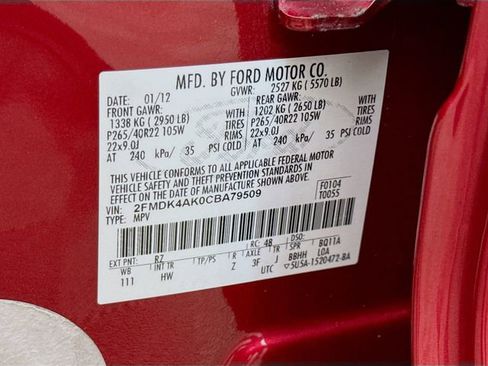 MFD. BY FORD MOTOR CO.
DATE: 01/12 GVWR: 2527 KG ( 5570 LB)
FRONT GAWR: REAR GAWR:
1338 KG ( 2950 LB) WITH 1202 KG ( 2650 LB) WITH
P265/40R22 105W TIRES P265/40R22 105W TIRES
22x9.0J RIMS 22x9.0J RIMS
AT 240 kPa/ 35 PSI COLD AT 240 kPa/ 35 PSI COLD
THIS VEHICLE CONFORMS TO ALL APPLICABLE FEDERAL MOTOR
VEHICLE SAFETY AND THEFT PREVENTION STANDARDS IN
EFFECT ON THE DATE OF MANUFACTURE SHOWN ABOVE.
VIN: 2FMDK4AK0CBA79509 F0104
TYPE: MPV T0055
EXT PNT: RZ RC: 48 DSO:
WB INT TR TP/PS R AXLE TR SPR BQ11A
111 HW Z 3F J BBHH LOA
UTC 5U5A-1520472-BA